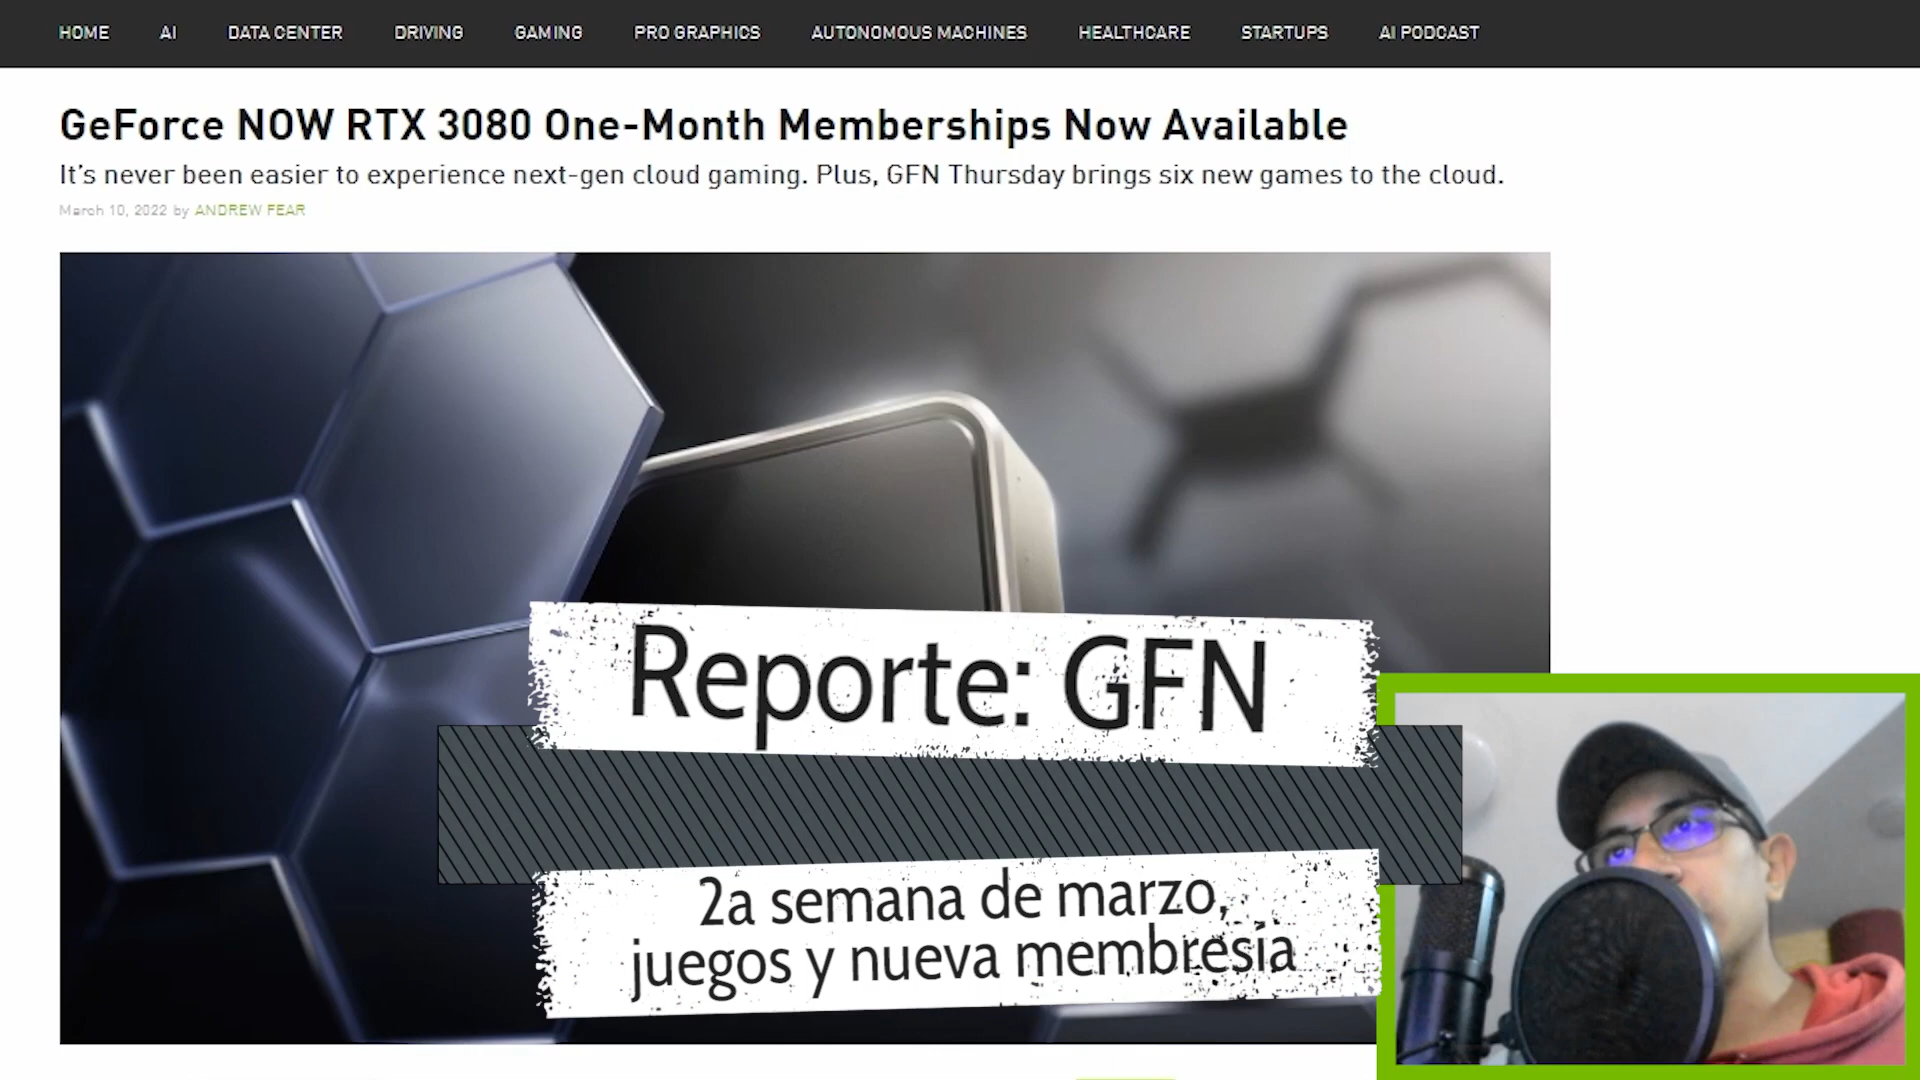 HOME AI DATA CENTER DRIVING GAMING PRO GRAPHICS AUTONOMOUS MACHINES HEALTHCARE STARTUPS AI PODCAST
GeForce NOW RTX 3080 One-Month Memberships Now Available
It's never been easier to experience next-gen cloud gaming. Plus, GFN Thursday brings six new games to the cloud.
March 10, 2022 by ANDREW FEAR
Reporte: GFN
2a semana de marzo,
juegos y nueva membresía